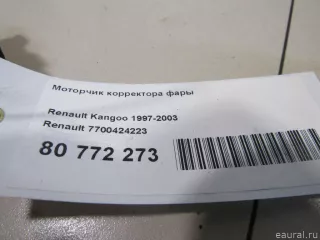 Моторчик корректора фары
Renault Kangoo 1997-2003
Renault 7700424223
80 772 273
eaural.ru